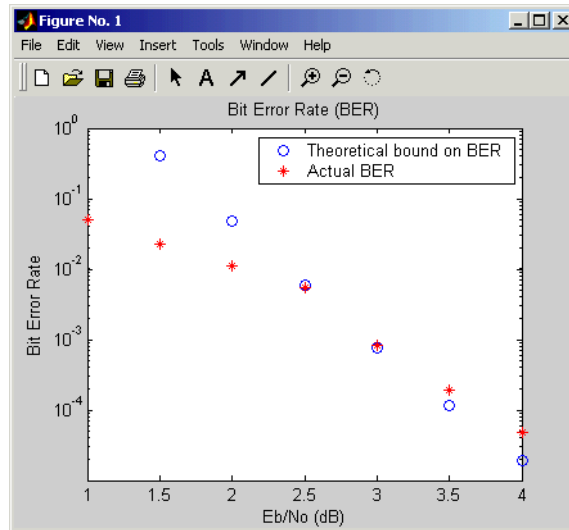 Figure No. 1
File Edit View Insert Tools Window Help
A
Bit Error Rate (BER)
Theoretical bound on BER
Actual BER
10^0
10^-1
10^-2
10^-3
10^-4
Bit Error Rate
1 1.5 2 2.5 3 3.5 4
Eb/No (dB)